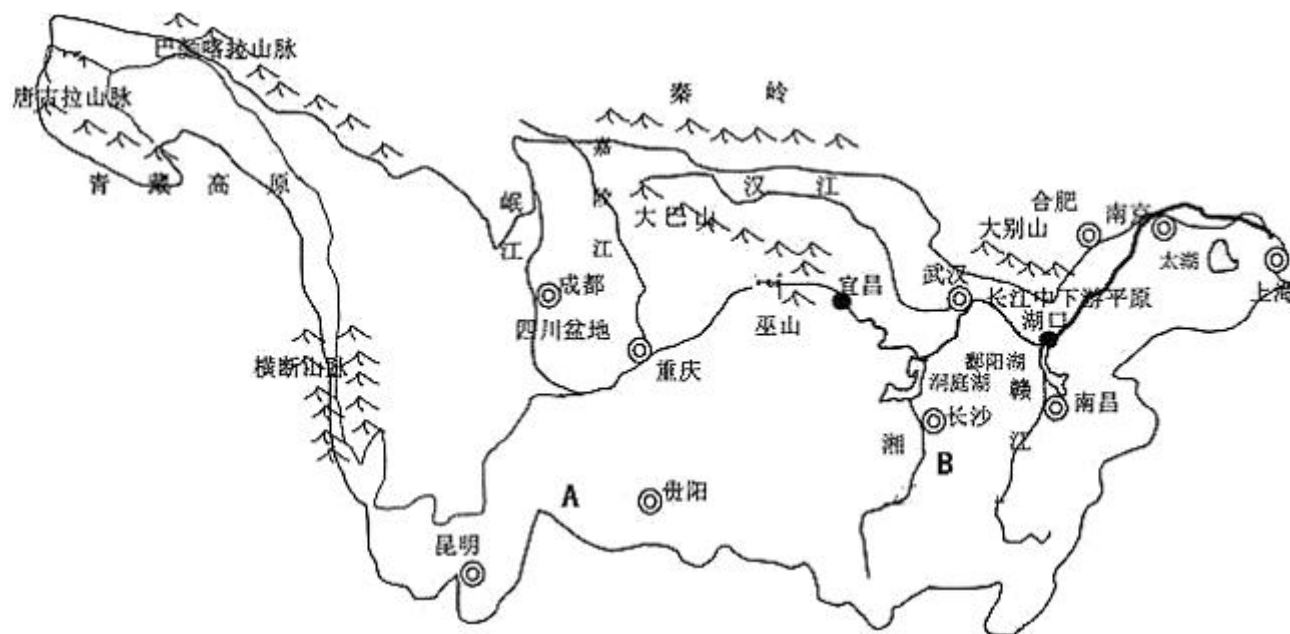 巴颜喀拉山脉
唐古拉山脉
青藏高原
横断山脉
秦岭
岷江
嘉陵江
汉江
大巴山
成都
四川盆地
重庆
巫山
宜昌
武汉
大别山
合肥
南京
太湖
上海
长江中下游平原
湖口
鄱阳湖
洞庭湖
赣江
南昌
长沙
湘
B
A
贵阳
昆明